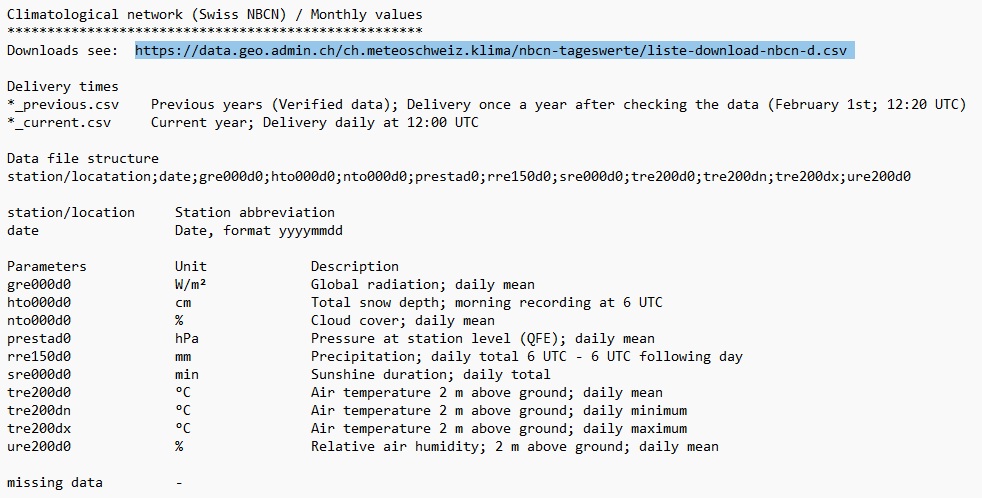 Climatological network (Swiss NBCN) / Monthly values
****************************************************
Downloads see:  https://data.geo.admin.ch/ch.meteoschweiz.klima/nbcn-tageswerte/liste-download-nbcn-d.csv
Delivery times
*_previous.csv    Previous years (Verified data); Delivery once a year after checking the data (February 1st; 12:20 UTC)
*_current.csv     Current year; Delivery daily at 12:00 UTC
Data file structure
station/locatation;date;gre000d0;hto000d0;nto000d0;prestad0;rre150d0;sre000d0;tre200d0;tre200dn;tre200dx;ure200d0
station/location     Station abbreviation
date                 Date, format yyyymmdd
Parameters           Unit             Description
gre000d0             W/m²             Global radiation; daily mean
hto000d0             cm               Total snow depth; morning recording at 6 UTC
nto000d0             %                Cloud cover; daily mean
prestad0             hPa              Pressure at station level (QFE); daily mean
rre150d0             mm               Precipitation; daily total 6 UTC - 6 UTC following day
sre000d0             min              Sunshine duration; daily total
tre200d0             °C               Air temperature 2 m above ground; daily mean
tre200dn             °C               Air temperature 2 m above ground; daily minimum
tre200dx             °C               Air temperature 2 m above ground; daily maximum
ure200d0             %                Relative air humidity; 2 m above ground; daily mean
missing data         -